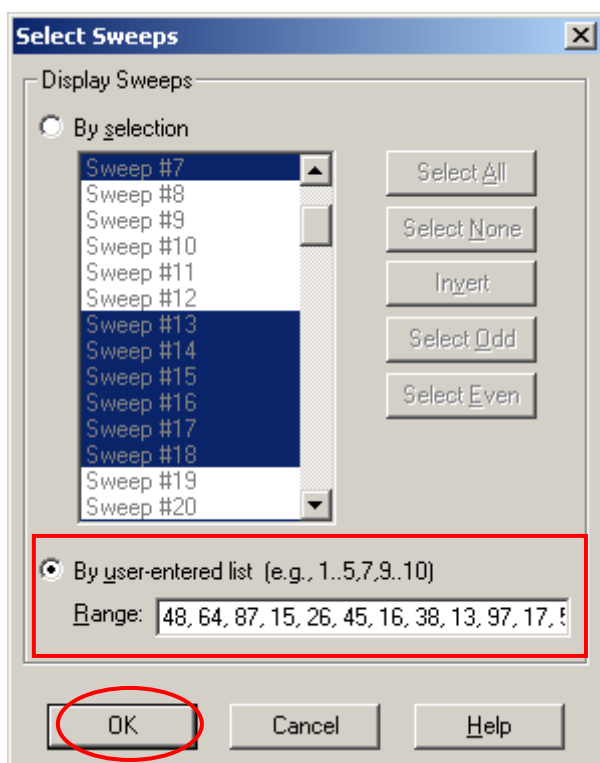 Select Sweeps
Display Sweeps
By selection
Sweep #7
Sweep #8
Sweep #9
Sweep #10
Sweep #11
Sweep #12
Sweep #13
Sweep #14
Sweep #15
Sweep #16
Sweep #17
Sweep #18
Sweep #19
Sweep #20
Select All
Select None
Invert
Select Odd
Select Even
By user-entered list (e.g., 1..5,7,9..10)
Range: 48, 64, 87, 15, 26, 45, 16, 38, 13, 97, 17,
OK Cancel Help